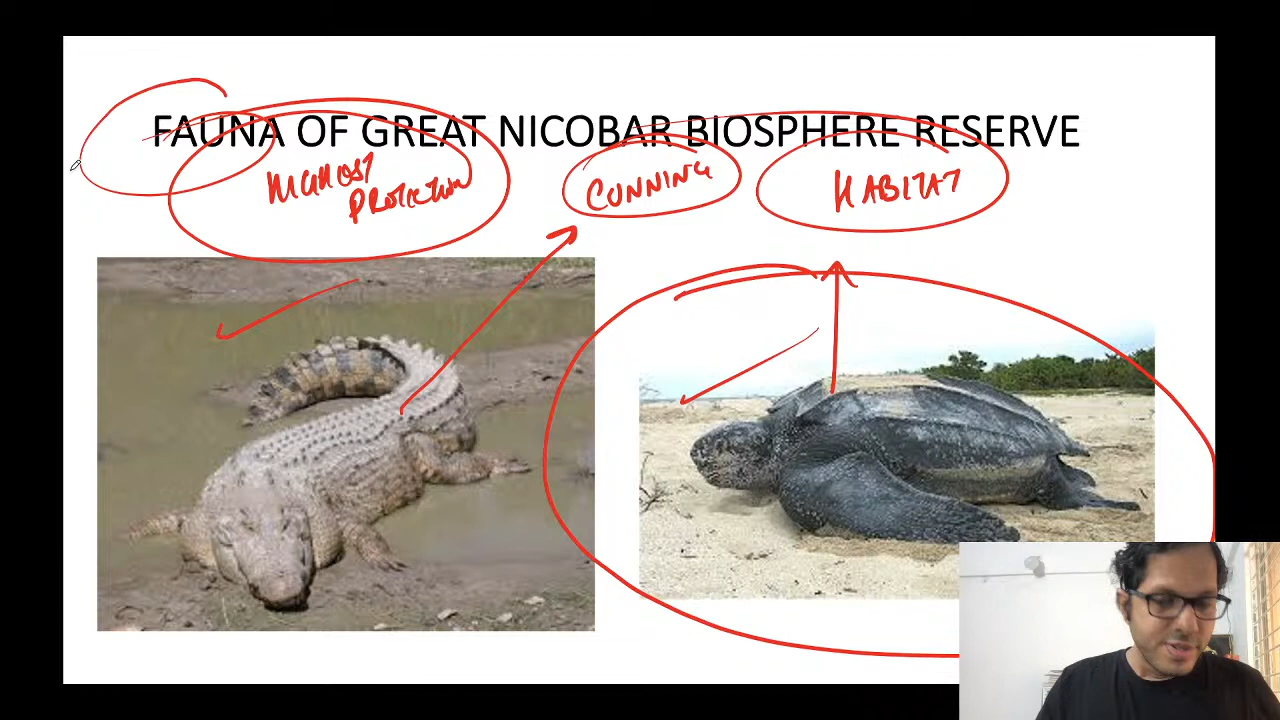 FAUNA OF GREAT NICOBAR BIOSPHERE RESERVE
HIGHEST
PROTECTION
CUNNING
HABITAT